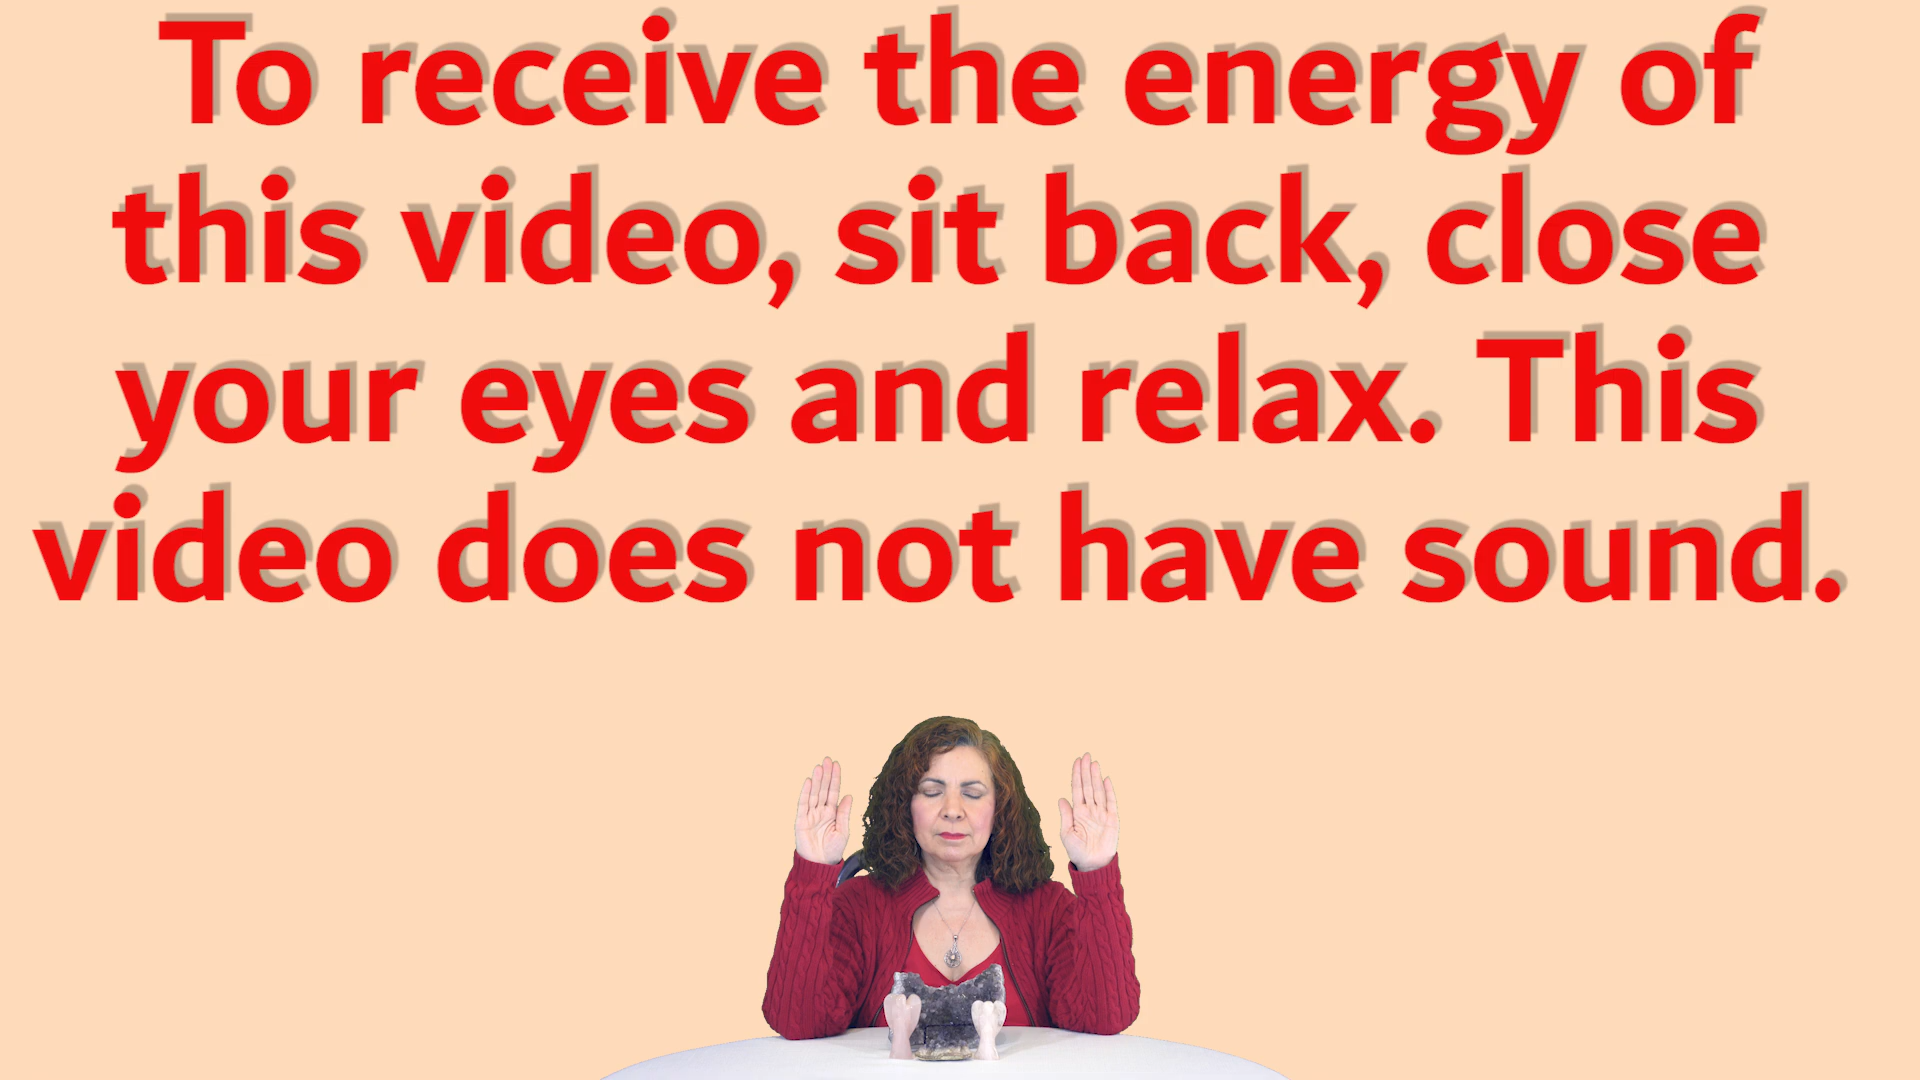 To receive the energy of
this video, sit back, close
your eyes and relax. This
video does not have sound.